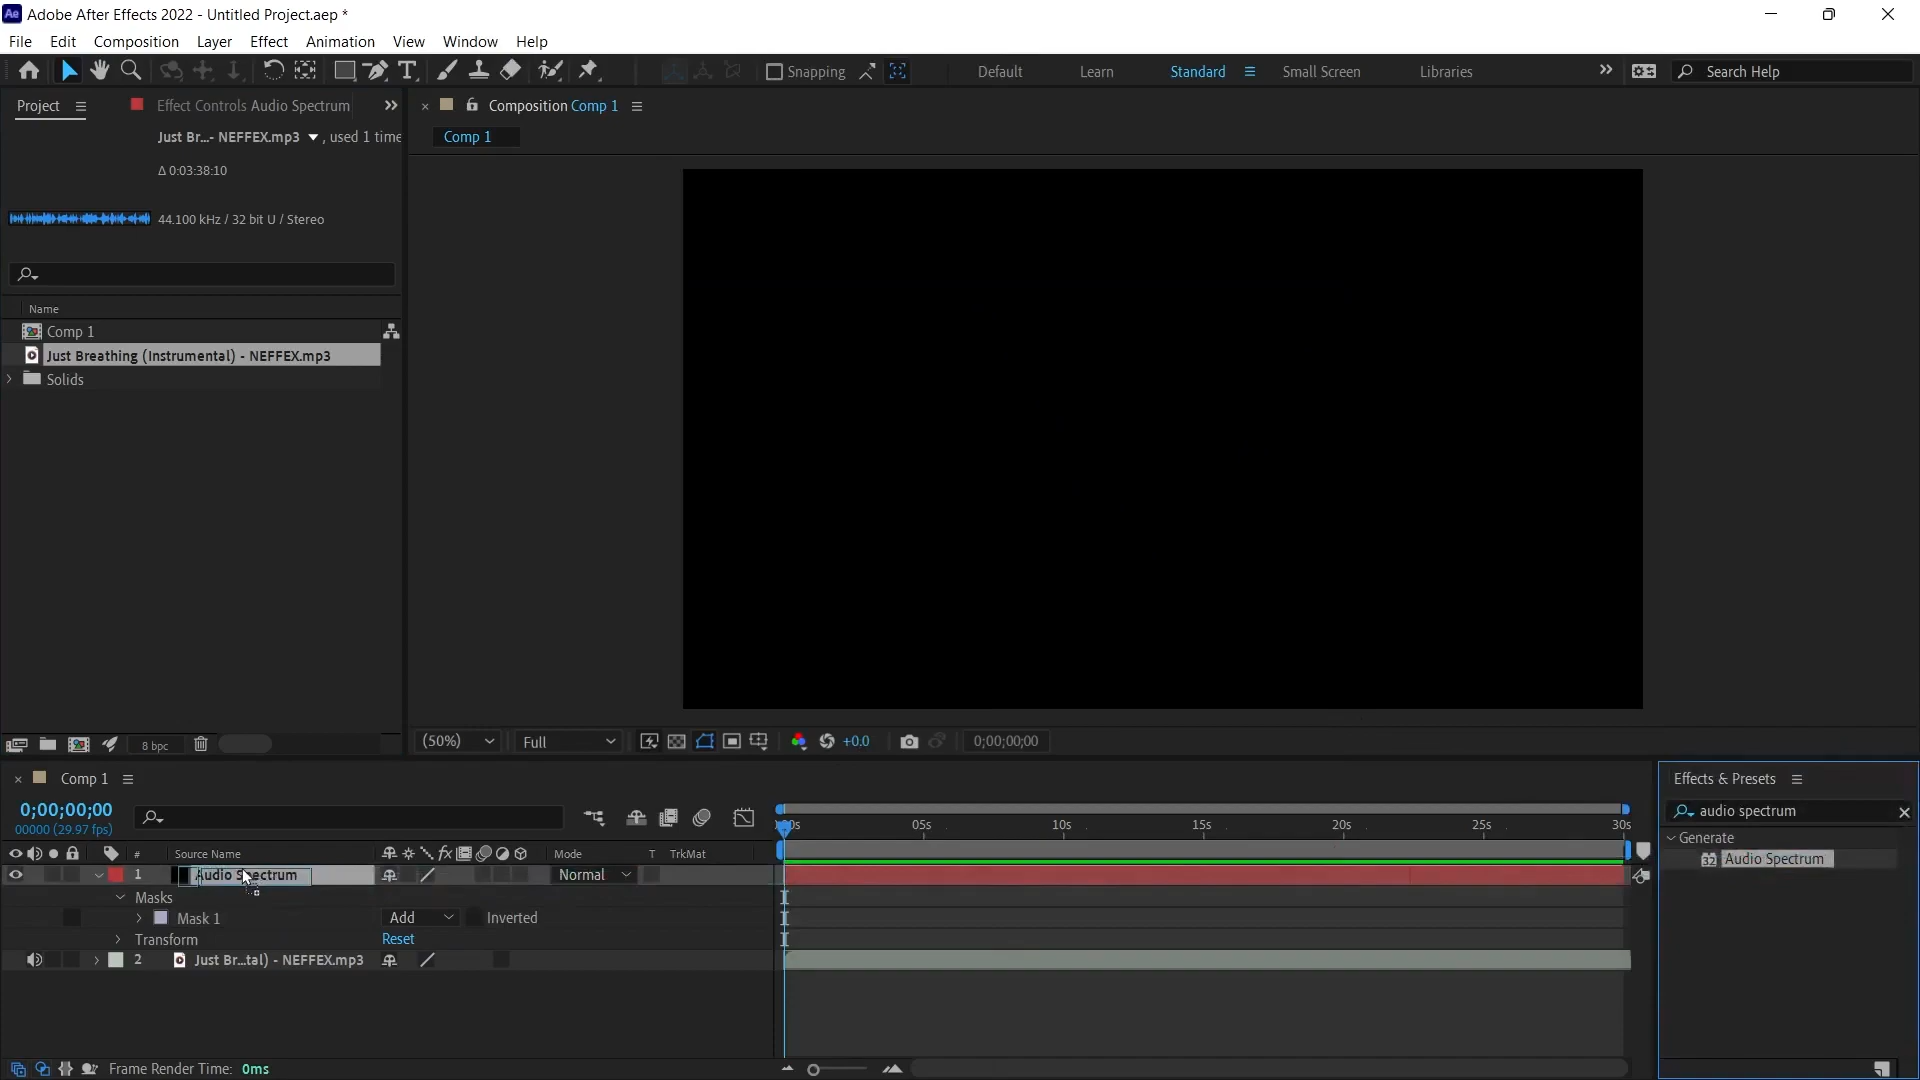 Ae Adobe After Effects 2022 - Untitled Project.aep *
File Edit Composition Layer Effect Animation View Window Help
Snapping Default Learn Standard Small Screen Libraries Search Help
Project Effect Controls Audio Spectrum
Composition Comp 1
Just Br...- NEFFEX.mp3 , used 1 time
Comp 1
Δ 0:03:38:10
44.100 kHz / 32 bit U / Stereo
Name
Comp 1
Just Breathing (Instrumental) - NEFFEX.mp3
Solids
8 bpc
(50%) Full +0.0 0;00;00;00
Comp 1
Effects & Presets
0;00;00;00
00000 (29.97 fps)
05s 10s 15s 20s 25s 30s
audio spectrum
Generate
32 Audio Spectrum
# Source Name fx Mode T TrkMat
1 Audio Spectrum Normal
Masks
Mask 1 Add Inverted
Transform Reset
2 Just Br...tal) - NEFFEX.mp3
Frame Render Time: 0ms